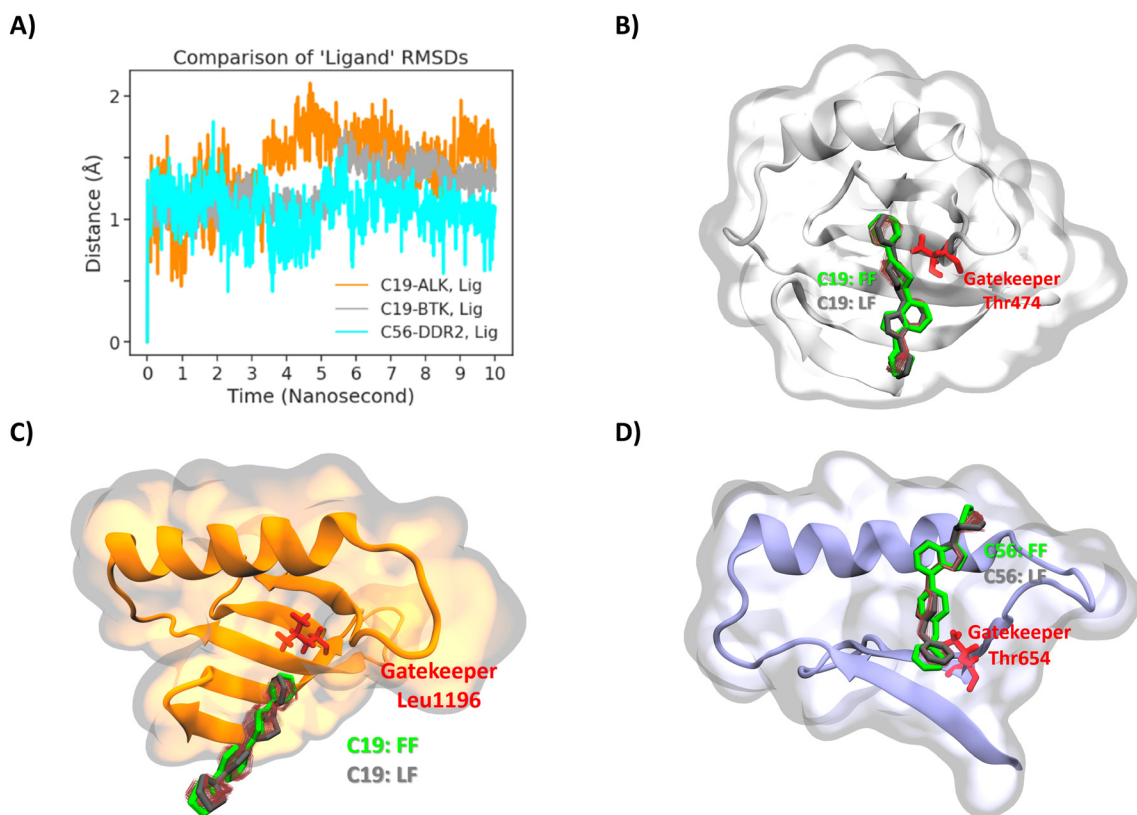 A)
Comparison of 'Ligand' RMSDs
Distance (Å)
2
1
0
C19-ALK, Lig
C19-BTK, Lig
C56-DDR2, Lig
0 1 2 3 4 5 6 7 8 9 10
Time (Nanosecond)
B)
C19: FF
C19: LF
Gatekeeper
Thr474
C)
Gatekeeper
Leu1196
C19: FF
C19: LF
D)
C56: FF
C56: LF
Gatekeeper
Thr654